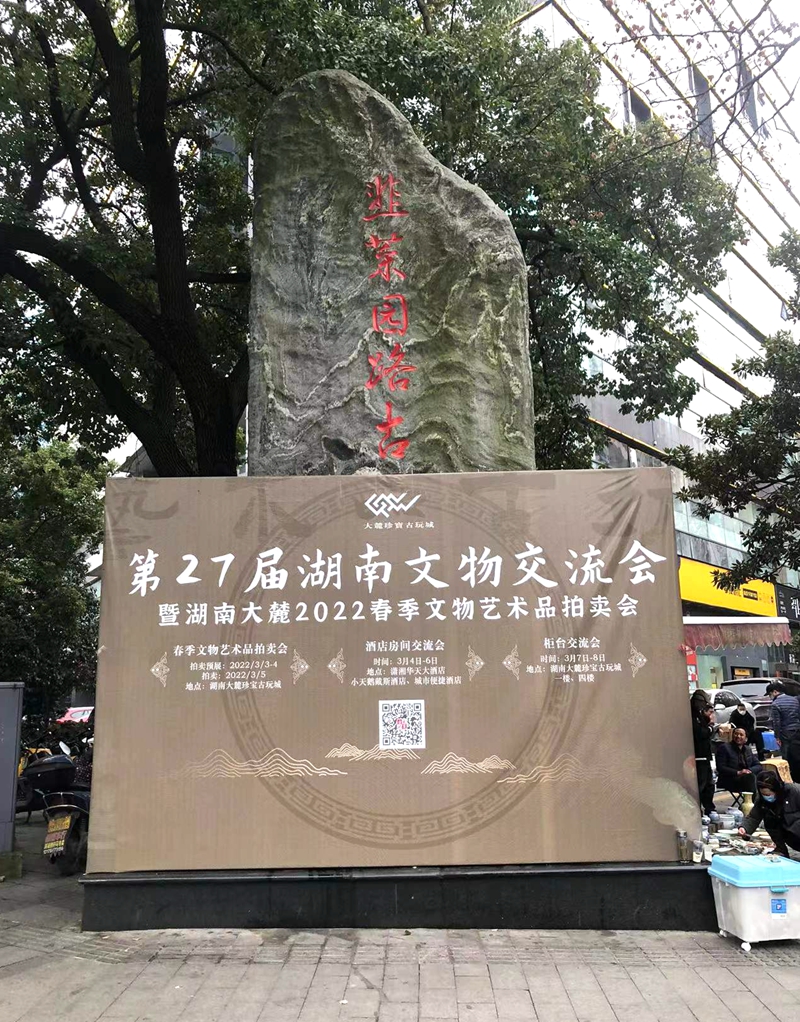 韭菜园洛古
大麓珍寶古玩城
第27届湖南文物交流会
暨湖南大麓2022春季文物艺术品拍卖会
春季文物艺术品拍卖会
拍卖预展：2022/3/3-4
拍卖：2022/3/5
地点：湖南大麓珍宝古玩城
酒店房间交流会
时间：3月4日-6日
地点：潇湘华天大酒店
小天鹅戴斯酒店、城市便捷酒店
柜台交流会
时间：3月7日-8日
地点：湖南大麓珍宝古玩城
一楼、四楼